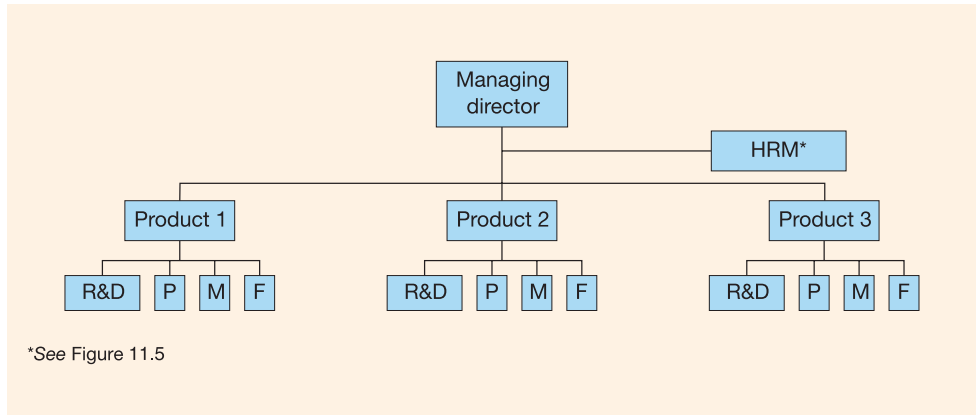 Managing
director
HRM*
Product 1
Product 2
Product 3
R&D P M F
R&D P M F
R&D P M F
*See Figure 11.5